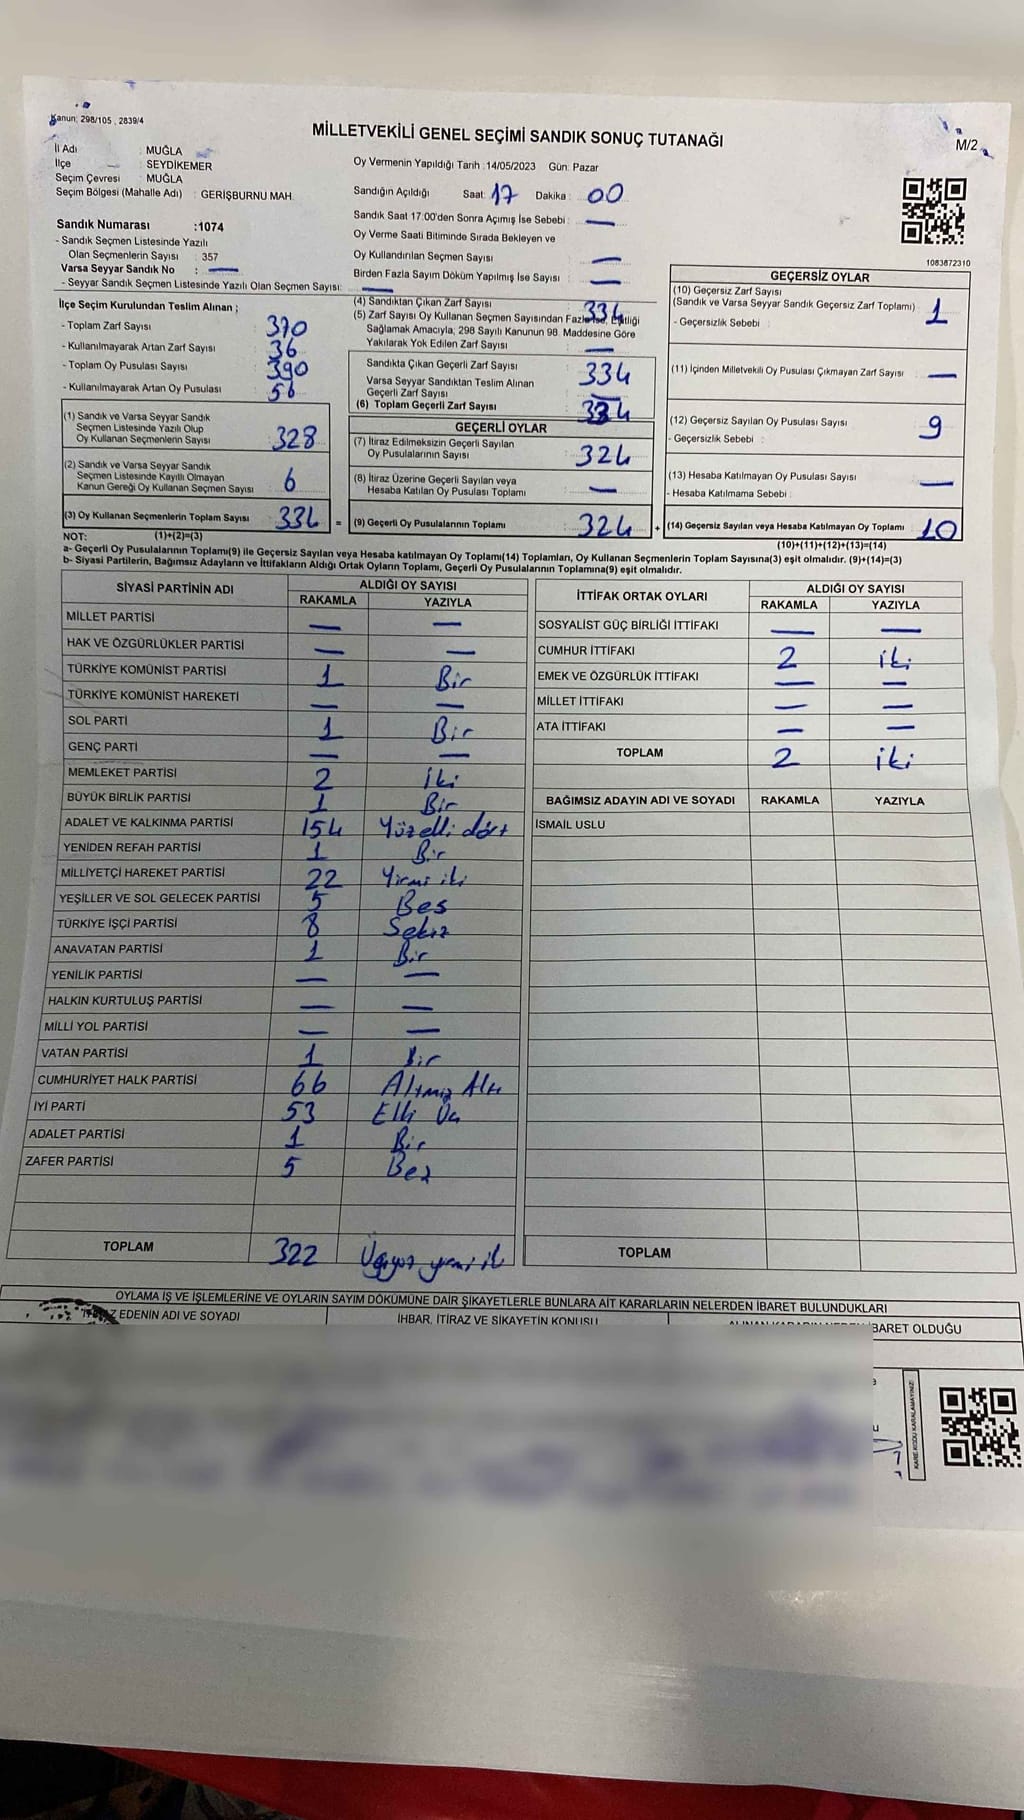 Kanun; 298/105 , 2839/4
MİLLETVEKİLİ GENEL SEÇİMİ SANDIK SONUÇ TUTANAĞI
M/2
İl Adı : MUĞLA
İlçe : SEYDİKEMER
Seçim Çevresi : MUĞLA
Seçim Bölgesi (Mahalle Adı) : GERİŞBURNU MAH.
Oy Vermenin Yapıldığı Tarih :14/05/2023 Gün: Pazar
Sandığın Açıldığı Saat: 17 Dakika : 00
Sandık Saat 17:00'den Sonra Açımış İse Sebebi : —
Oy Verme Saati Bitiminde Sırada Bekleyen ve
Oy Kullandırılan Seçmen Sayısı : —
Birden Fazla Sayım Döküm Yapılmış İse Sayısı : —
1083872310
Sandık Numarası :1074
- Sandık Seçmen Listesinde Yazılı
Olan Seçmenlerin Sayısı : 357
Varsa Seyyar Sandık No : —
- Seyyar Sandık Seçmen Listesinde Yazılı Olan Seçmen Sayısı: —
İlçe Seçim Kurulundan Teslim Alınan ;
- Toplam Zarf Sayısı 370
- Kullanılmayarak Artan Zarf Sayısı 36
- Toplam Oy Pusulası Sayısı 390
- Kullanılmayarak Artan Oy Pusulası 56
(1) Sandık ve Varsa Seyyar Sandık
Seçmen Listesinde Yazılı Olup
Oy Kullanan Seçmenlerin Sayısı 328
(2) Sandık ve Varsa Seyyar Sandık
Seçmen Listesinde Kayıtlı Olmayan
Kanun Gereği Oy Kullanan Seçmen Sayısı 6
(3) Oy Kullanan Seçmenlerin Toplam Sayısı 334 =
(1)+(2)=(3)
(4) Sandıktan Çıkan Zarf Sayısı 334
(5) Zarf Sayısı Oy Kullanan Seçmen Sayısından Fazla ise, Eşitliği
Sağlamak Amacıyla; 298 Sayılı Kanunun 98. Maddesine Göre
Yakılarak Yok Edilen Zarf Sayısı —
Sandıkta Çıkan Geçerli Zarf Sayısı 334
Varsa Seyyar Sandıktan Teslim Alınan
Geçerli Zarf Sayısı —
(6) Toplam Geçerli Zarf Sayısı 334
GEÇERLİ OYLAR
(7) İtiraz Edilmeksizin Geçerli Sayılan
Oy Pusulalarının Sayısı 324
(8) İtiraz Üzerine Geçerli Sayılan veya
Hesaba Katılan Oy Pusulası Toplamı —
(9) Geçerli Oy Pusulalarının Toplamı 324 +
GEÇERSİZ OYLAR
(10) Geçersiz Zarf Sayısı
(Sandık ve Varsa Seyyar Sandık Geçersiz Zarf Toplamı) : 1
- Geçersizlik Sebebi :
(11) İçinden Milletvekili Oy Pusulası Çıkmayan Zarf Sayısı : —
(12) Geçersiz Sayılan Oy Pusulası Sayısı : 9
- Geçersizlik Sebebi :
(13) Hesaba Katılmayan Oy Pusulası Sayısı : —
- Hesaba Katılmama Sebebi :
(14) Geçersiz Sayılan veya Hesaba Katılmayan Oy Toplamı 10
(10)+(11)+(12)+(13)=(14)
NOT:
a- Geçerli Oy Pusulalarının Toplamı(9) ile Geçersiz Sayılan veya Hesaba katılmayan Oy Toplamı(14) Toplamları, Oy Kullanan Seçmenlerin Toplam Sayısına(3) eşit olmalıdır. (9)+(14)=(3)
b- Siyasi Partilerin, Bağımsız Adayların ve İttifakların Aldığı Ortak Oyların Toplamı, Geçerli Oy Pusulalarının Toplamına(9) eşit olmalıdır.
SİYASİ PARTİNİN ADI ALDIĞI OY SAYISI
RAKAMLA YAZIYLA
MİLLET PARTİSİ — —
HAK VE ÖZGÜRLÜKLER PARTİSİ — —
TÜRKİYE KOMÜNİST PARTİSİ 1 Bir
TÜRKİYE KOMÜNİST HAREKETİ — —
SOL PARTİ 1 Bir
GENÇ PARTİ — —
MEMLEKET PARTİSİ 2 İki
BÜYÜK BİRLİK PARTİSİ 1 Bir
ADALET VE KALKINMA PARTİSİ 154 Yüzelli dört
YENİDEN REFAH PARTİSİ 1 Bir
MİLLİYETÇİ HAREKET PARTİSİ 22 Yirmi iki
YEŞİLLER VE SOL GELECEK PARTİSİ 5 Bes
TÜRKİYE İŞÇİ PARTİSİ 8 Sekiz
ANAVATAN PARTİSİ 1 Bir
YENİLİK PARTİSİ — —
HALKIN KURTULUŞ PARTİSİ — —
MİLLİ YOL PARTİSİ — —
VATAN PARTİSİ 1 Bir
CUMHURİYET HALK PARTİSİ 66 Altmış Altı
İYİ PARTİ 53 Elli Üç
ADALET PARTİSİ 1 Bir
ZAFER PARTİSİ 5 Beş
TOPLAM 322 Üçyüz yirmi iki
İTTİFAK ORTAK OYLARI ALDIĞI OY SAYISI
RAKAMLA YAZIYLA
SOSYALİST GÜÇ BİRLİĞİ İTTİFAKI — —
CUMHUR İTTİFAKI 2 iki
EMEK VE ÖZGÜRLÜK İTTİFAKI — —
MİLLET İTTİFAKI — —
ATA İTTİFAKI — —
TOPLAM 2 iki
BAĞIMSIZ ADAYIN ADI VE SOYADI RAKAMLA YAZIYLA
İSMAİL USLU
TOPLAM
OYLAMA İŞ VE İŞLEMLERİNE VE OYLARIN SAYIM DÖKÜMÜNE DAİR ŞİKAYETLERLE BUNLARA AİT KARARLARIN NELERDEN İBARET BULUNDUKLARI
EDENİN ADI VE SOYADI İHBAR, İTİRAZ VE ŞİKAYETİN KONUSU İBARET OLDUĞU
KARE KODU KARALAMAYINIZ!